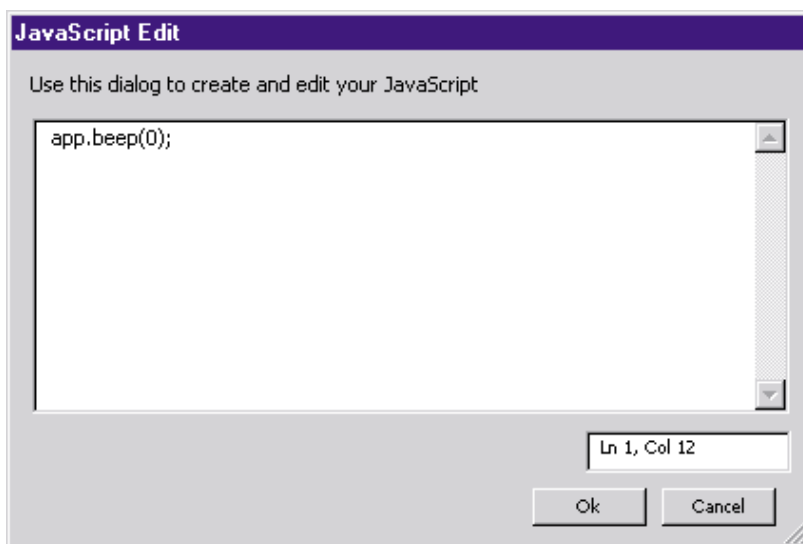 JavaScript Edit
Use this dialog to create and edit your JavaScript
app.beep(0);
Ln 1, Col 12
Ok Cancel